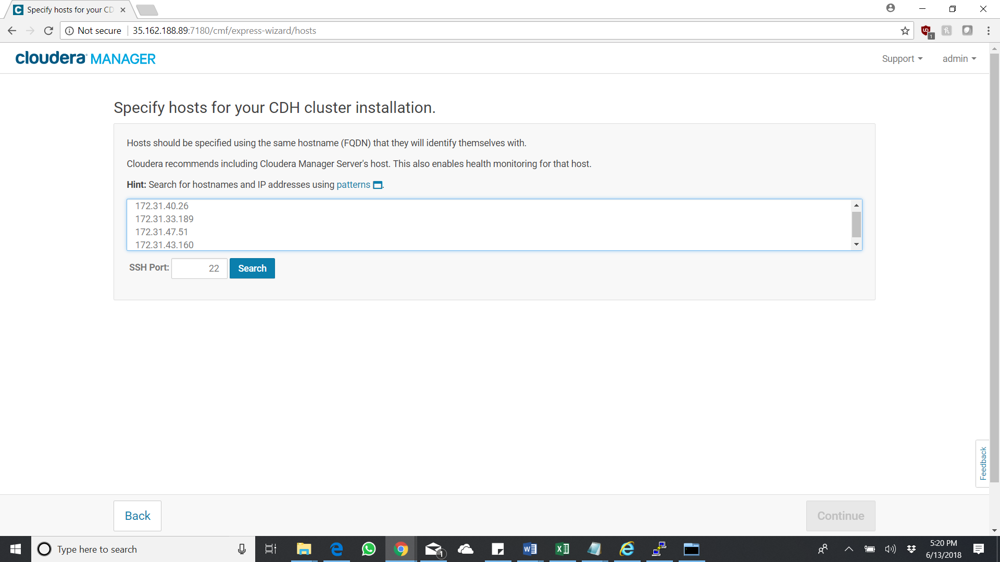 Specify hosts for your CD
Not secure 35.162.188.89:7180/cmf/express-wizard/hosts
1
cloudera MANAGER
Support
admin
Specify hosts for your CDH cluster installation.
Hosts should be specified using the same hostname (FQDN) that they will identify themselves with.
Cloudera recommends including Cloudera Manager Server's host. This also enables health monitoring for that host.
Hint: Search for hostnames and IP addresses using patterns .
172.31.40.26
172.31.33.189
172.31.47.51
172.31.43.160
SSH Port: 22 Search
Feedback
Back
Continue
Type here to search
1
5:20 PM
6/13/2018